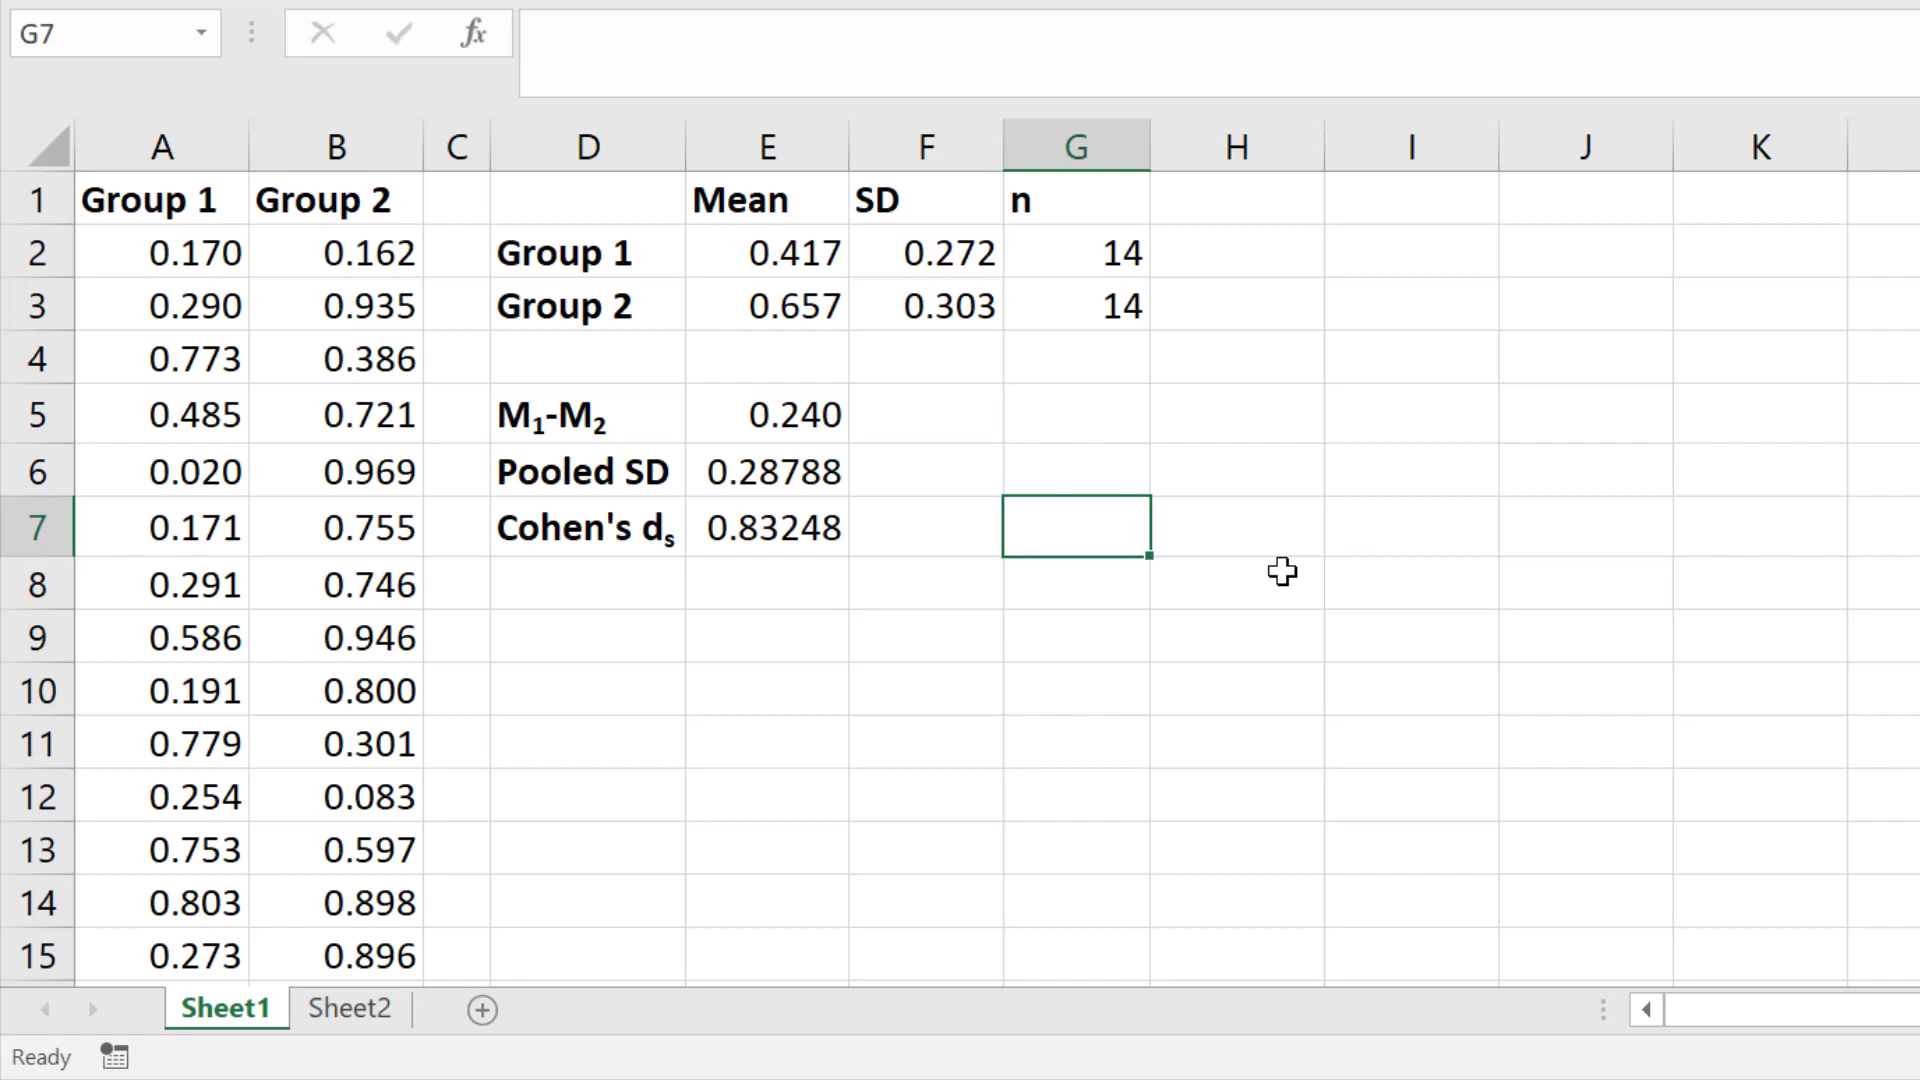 G7
fx
A B C D E F G H I J K
1 Group 1 Group 2 Mean SD n
2 0.170 0.162 Group 1 0.417 0.272 14
3 0.290 0.935 Group 2 0.657 0.303 14
4 0.773 0.386
5 0.485 0.721 M₁-M₂ 0.240
6 0.020 0.969 Pooled SD 0.28788
7 0.171 0.755 Cohen's dₛ 0.83248
8 0.291 0.746
9 0.586 0.946
10 0.191 0.800
11 0.779 0.301
12 0.254 0.083
13 0.753 0.597
14 0.803 0.898
15 0.273 0.896
Sheet1 Sheet2
Ready